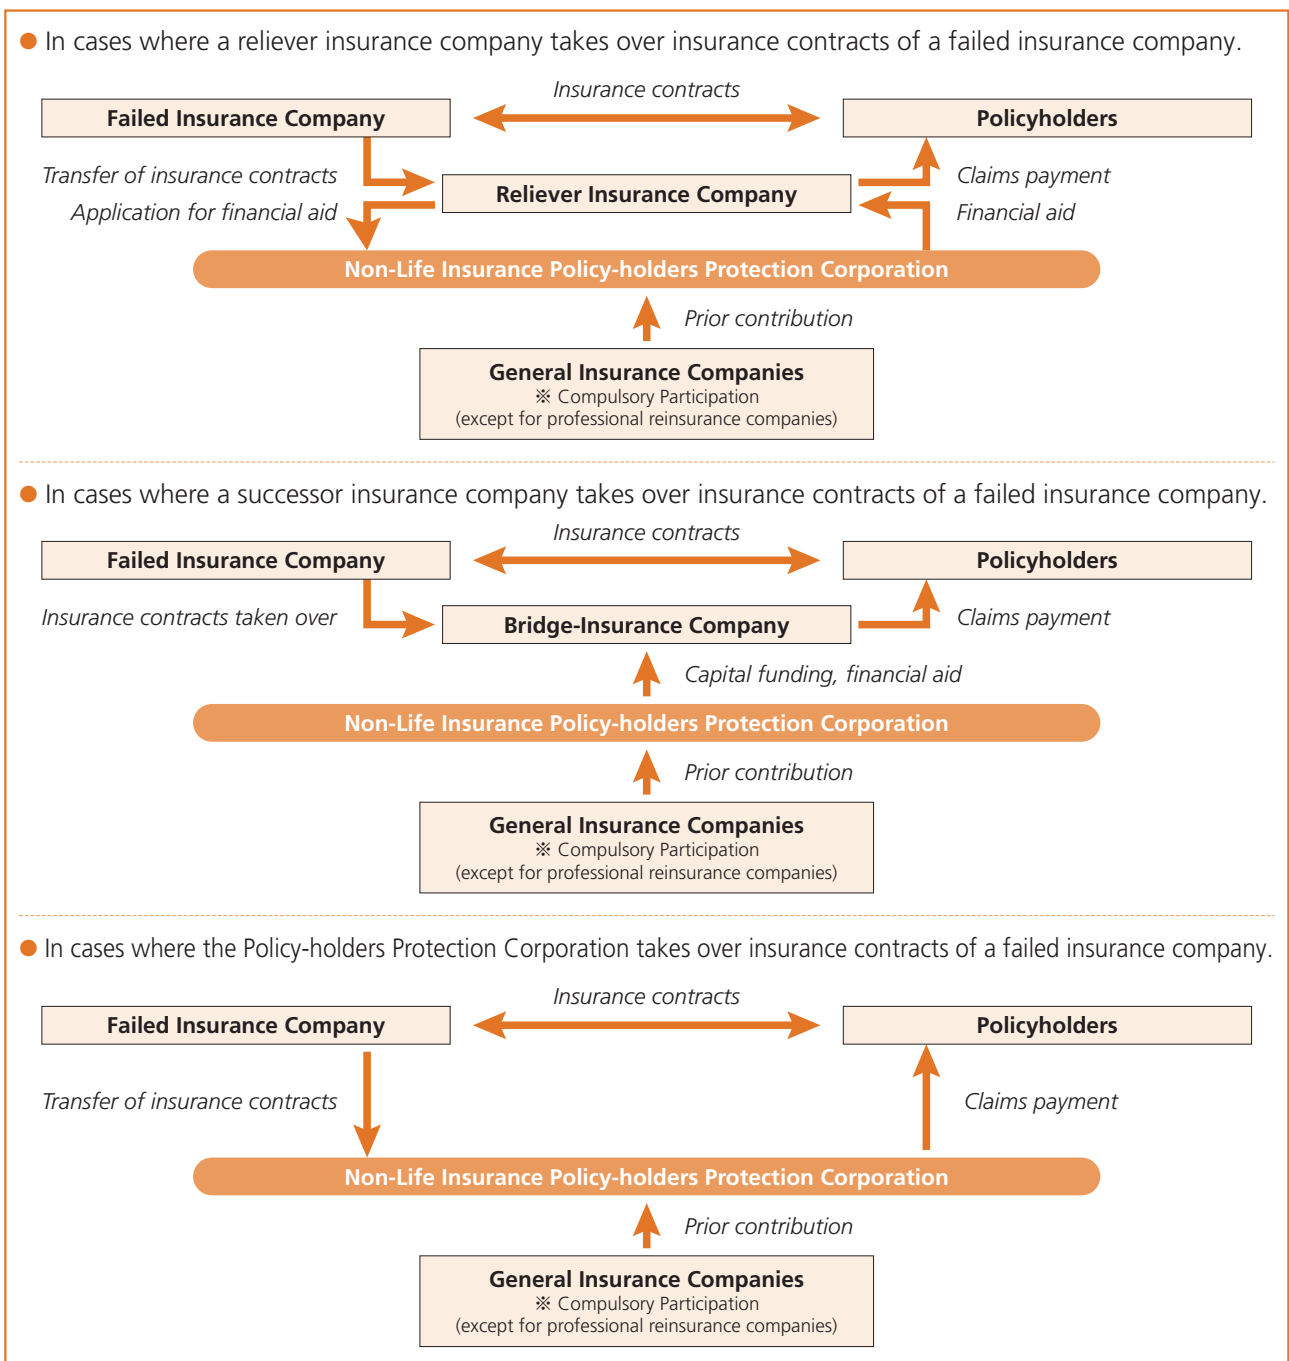 ● In cases where a reliever insurance company takes over insurance contracts of a failed insurance company.
Insurance contracts
Failed Insurance Company
Policyholders
Transfer of insurance contracts
Reliever Insurance Company
Claims payment
Application for financial aid
Financial aid
Non-Life Insurance Policy-holders Protection Corporation
Prior contribution
General Insurance Companies
※ Compulsory Participation
(except for professional reinsurance companies)
● In cases where a successor insurance company takes over insurance contracts of a failed insurance company.
Insurance contracts
Failed Insurance Company
Policyholders
Insurance contracts taken over
Bridge-Insurance Company
Claims payment
Capital funding, financial aid
Non-Life Insurance Policy-holders Protection Corporation
Prior contribution
General Insurance Companies
※ Compulsory Participation
(except for professional reinsurance companies)
● In cases where the Policy-holders Protection Corporation takes over insurance contracts of a failed insurance company.
Insurance contracts
Failed Insurance Company
Policyholders
Transfer of insurance contracts
Claims payment
Non-Life Insurance Policy-holders Protection Corporation
Prior contribution
General Insurance Companies
※ Compulsory Participation
(except for professional reinsurance companies)